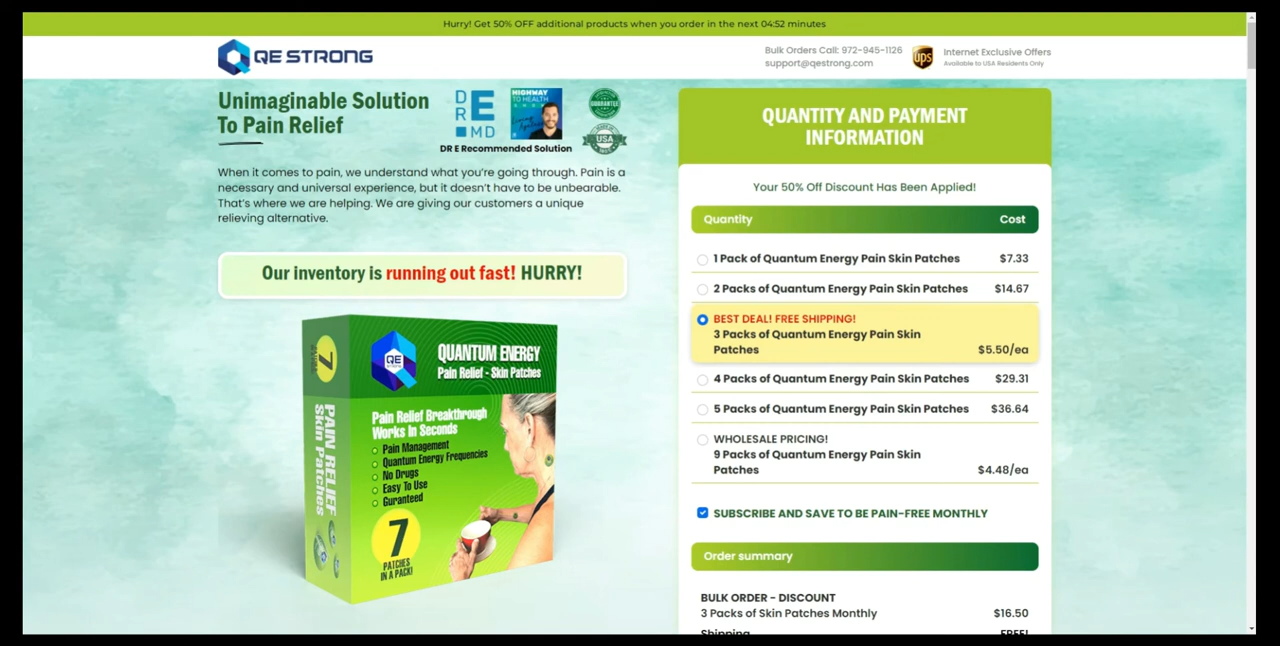 Hurry! Get 50% OFF additional products when you order in the next 04:52 minutes
QE STRONG
Bulk Orders Call: 972-945-1126
support@qestrong.com
ups
Internet Exclusive Offers
Available to USA Residents Only
Unimaginable Solution
To Pain Relief
DR E MD
HIGHWAY
TO HEALTH
GUARANTEE
USA
DR E Recommended Solution
When it comes to pain, we understand what you're going through. Pain is a
necessary and universal experience, but it doesn't have to be unbearable.
That's where we are helping. We are giving our customers a unique
relieving alternative.
Our inventory is running out fast! HURRY!
7
PAIN RELIEF
Skin Patches
QE
STRONG
QUANTUM ENERGY
Pain Relief - Skin Patches
Pain Relief Breakthrough
Works In Seconds
Pain Management
Quantum Energy Frequencies
No Drugs
Easy To Use
Guranteed
7
PATCHES
IN A PACK!
QUANTITY AND PAYMENT
INFORMATION
Your 50% Off Discount Has Been Applied!
Quantity Cost
1 Pack of Quantum Energy Pain Skin Patches $7.33
2 Packs of Quantum Energy Pain Skin Patches $14.67
BEST DEAL! FREE SHIPPING!
3 Packs of Quantum Energy Pain Skin
Patches $5.50/ea
4 Packs of Quantum Energy Pain Skin Patches $29.31
5 Packs of Quantum Energy Pain Skin Patches $36.64
WHOLESALE PRICING!
9 Packs of Quantum Energy Pain Skin
Patches $4.48/ea
SUBSCRIBE AND SAVE TO BE PAIN-FREE MONTHLY
Order summary
BULK ORDER - DISCOUNT
3 Packs of Skin Patches Monthly $16.50
Shipping FREE!